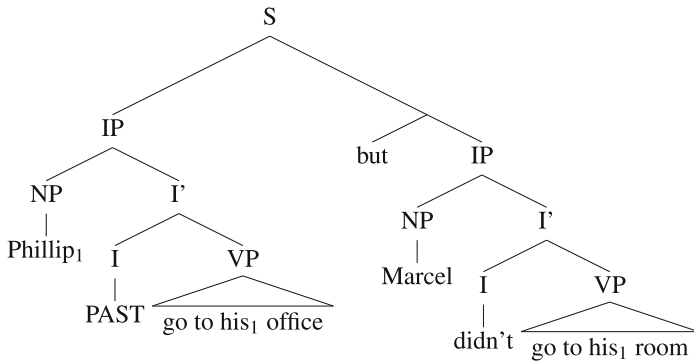 S
IP
but
IP
NP
I'
NP
I'
Phillip₁
I
VP
Marcel
I
VP
PAST
go to his₁ office
didn't
go to his₁ room